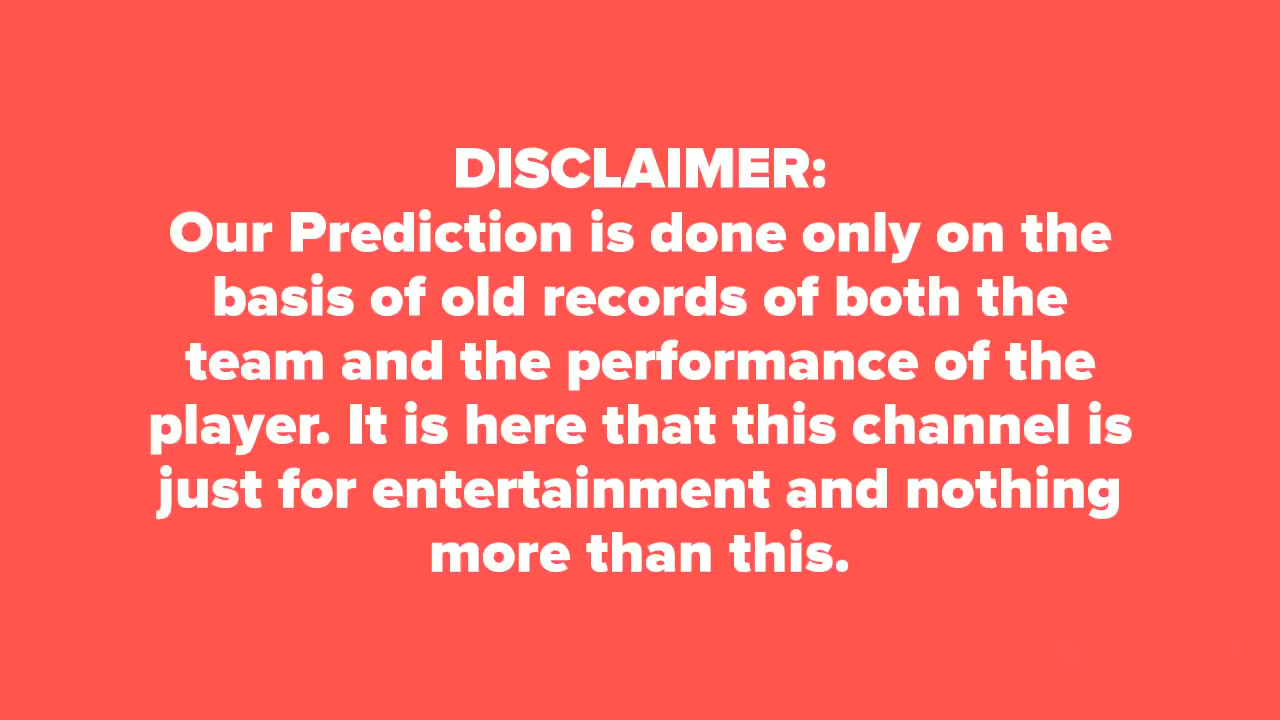 DISCLAIMER:
Our Prediction is done only on the
basis of old records of both the
team and the performance of the
player. It is here that this channel is
just for entertainment and nothing
more than this.